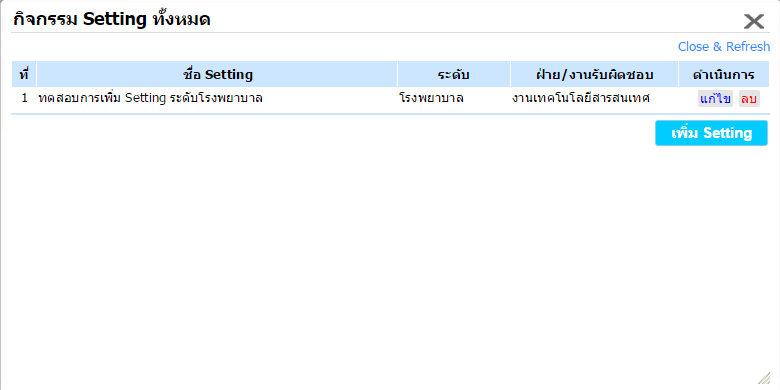 กิจกรรม Setting ทั้งหมด
Close & Refresh
ที่ ชื่อ Setting ระดับ ฝ่าย/งานรับผิดชอบ ดำเนินการ
1 ทดสอบการเพิ่ม Setting ระดับโรงพยาบาล โรงพยาบาล งานเทคโนโลยีสารสนเทศ แก้ไข ลบ
เพิ่ม Setting